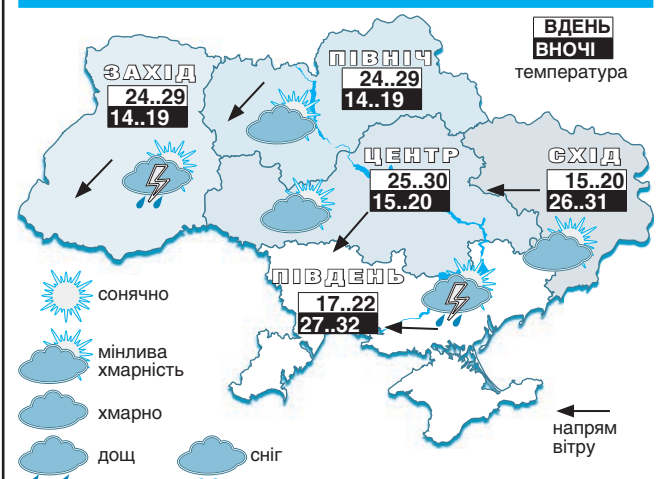 ВДЕНЬ
ВНОЧІ
температура
ЗАХІД
24..29
14..19
ПІВНІЧ
24..29
14..19
ЦЕНТР
25..30
15..20
СХІД
15..20
26..31
ПІВДЕНЬ
17..22
27..32
сонячно
мінлива
хмарність
хмарно
дощ
сніг
напрям
вітру